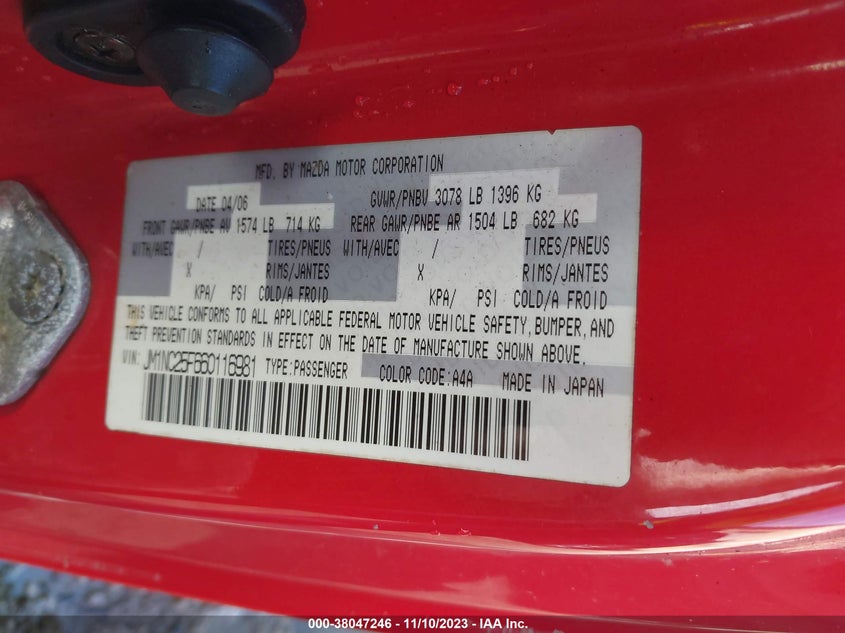 MFD. BY MAZDA MOTOR CORPORATION
DATE 04/06 GVWR/PNBV 3078 LB 1396 KG
FRONT GAWR/PNBE AV 1574 LB 714 KG REAR GAWR/PNBE AR 1504 LB 682 KG
WITH/AVEC / TIRES/PNEUS WITH/AVEC / TIRES/PNEUS
X RIMS/JANTES X RIMS/JANTES
KPA/ PSI COLD/A FROID KPA/ PSI COLD/A FROID
THIS VEHICLE CONFORMS TO ALL APPLICABLE FEDERAL MOTOR VEHICLE SAFETY, BUMPER, AND
THEFT PREVENTION STANDARDS IN EFFECT ON THE DATE OF MANUFACTURE SHOWN ABOVE.
VIN: JM1NC25F660116981 TYPE:PASSENGER COLOR CODE:A4A MADE IN JAPAN
000-38047246 - 11/10/2023 - IAA Inc.